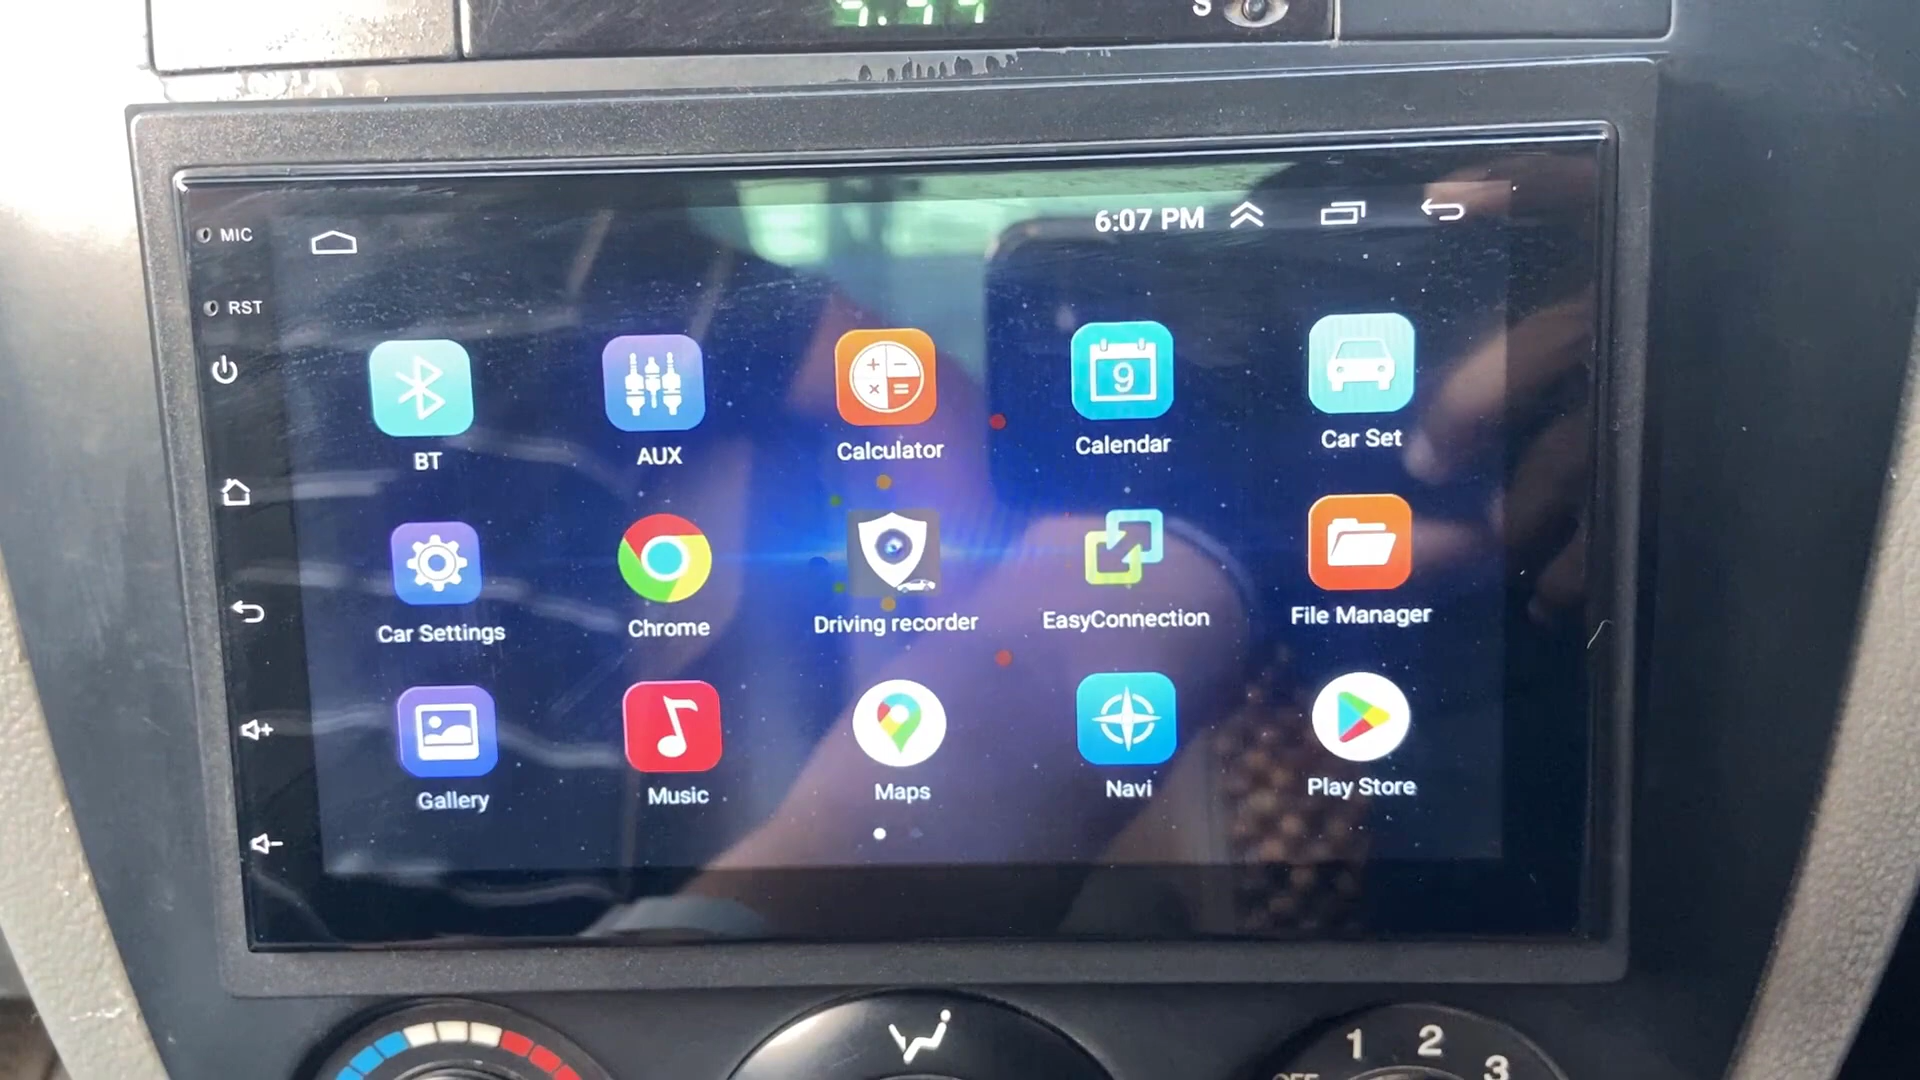 S
MIC
6:07 PM
RST
BT
AUX
Calculator
9
Calendar
Car Set
Car Settings
Chrome
Driving recorder
EasyConnection
File Manager
Gallery
Music
Maps
Navi
Play Store
1 2
3